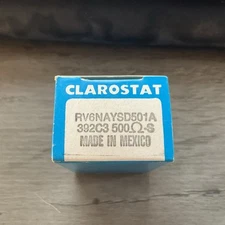 CLAROSTAT
RV6NAYSD501A
392C3 500Ω-S
MADE IN MEXICO